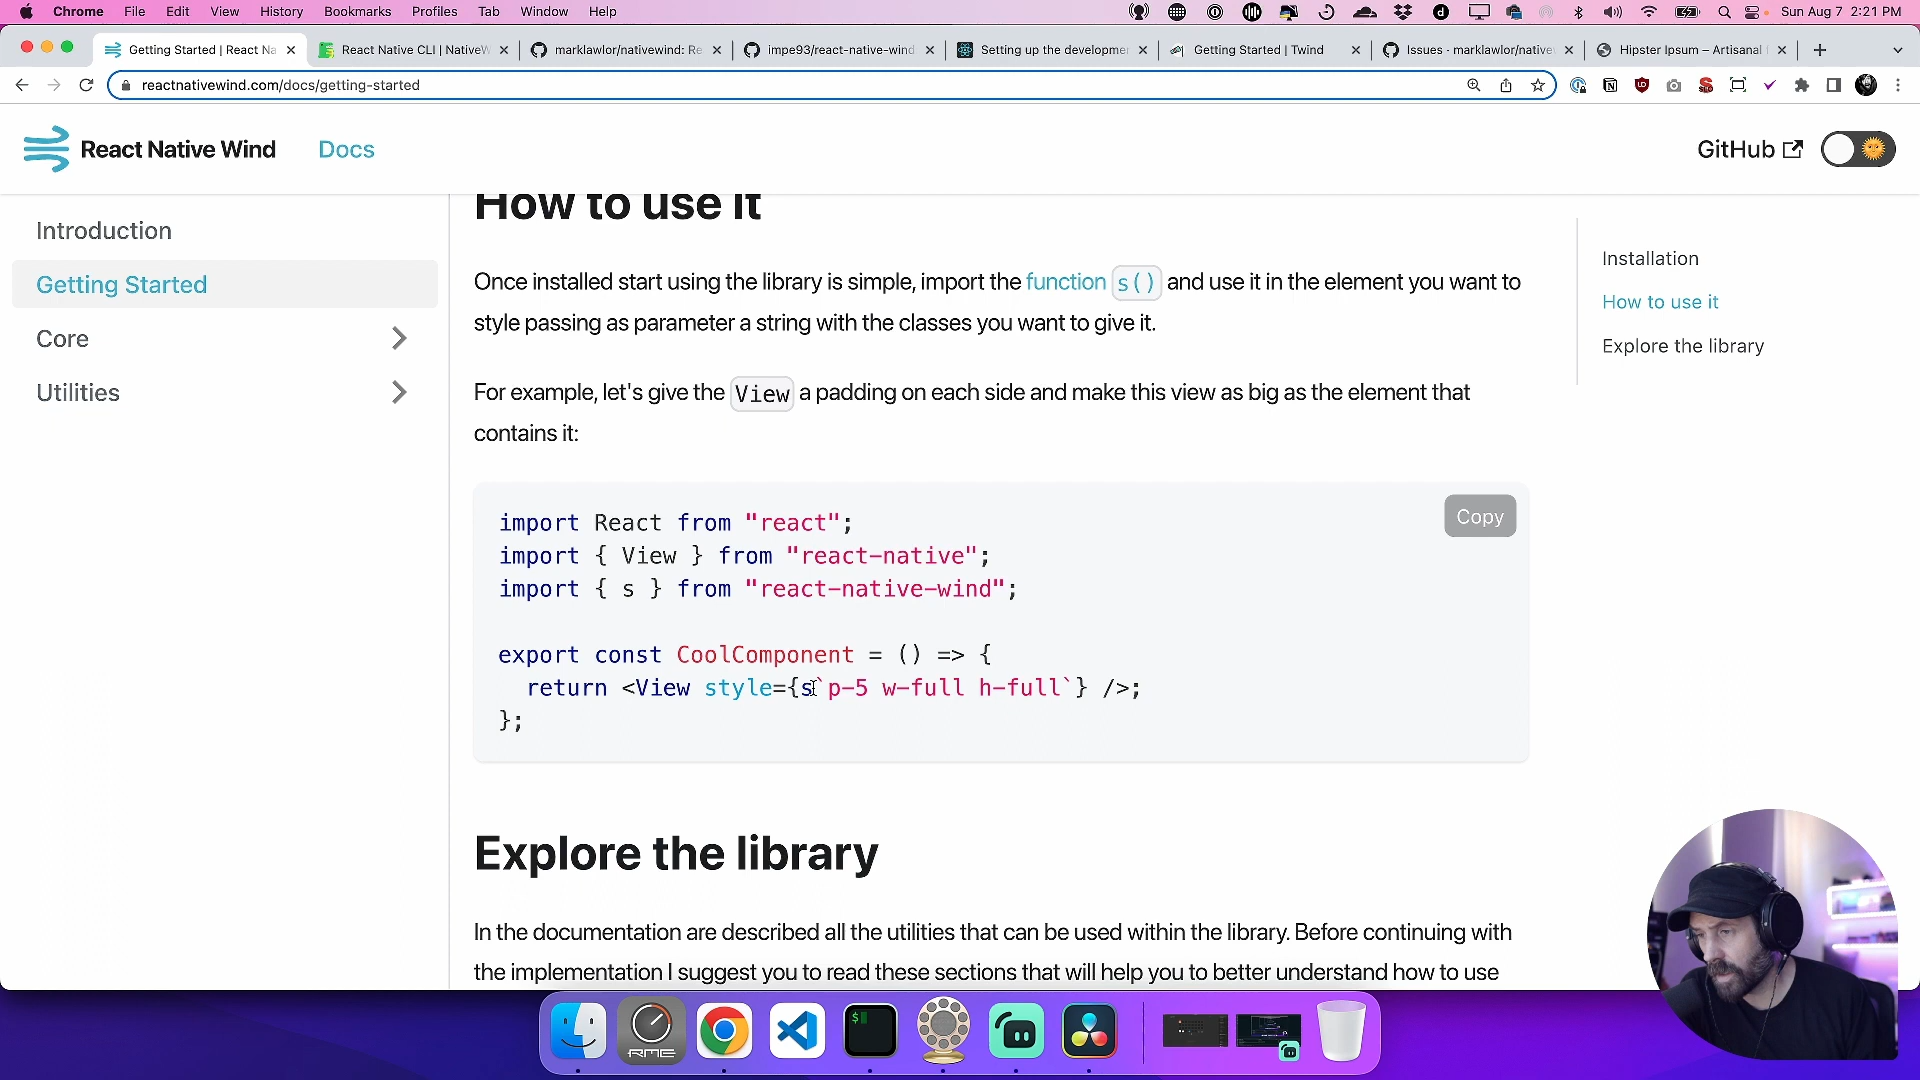 Chrome File Edit View History Bookmarks Profiles Tab Window Help Sun Aug 7 2:21 PM
Getting Started | React Na React Native CLI | NativeW marklawlor/nativewind: Re impe93/react-native-wind Setting up the developmen Getting Started | Twind Issues · marklawlor/native Hipster Ipsum – Artisanal
reactnativewind.com/docs/getting-started
React Native Wind Docs GitHub
Introduction
Getting Started
Core
Utilities
How to use it
Once installed start using the library is simple, import the function s() and use it in the element you want to
style passing as parameter a string with the classes you want to give it.
For example, let's give the View a padding on each side and make this view as big as the element that
contains it:
Copy
import React from "react";
import { View } from "react-native";
import { s } from "react-native-wind";
export const CoolComponent = () => {
return <View style={s`p-5 w-full h-full`} />;
};
Explore the library
In the documentation are described all the utilities that can be used within the library. Before continuing with
the implementation I suggest you to read these sections that will help you to better understand how to use
Installation
How to use it
Explore the library
RME
$